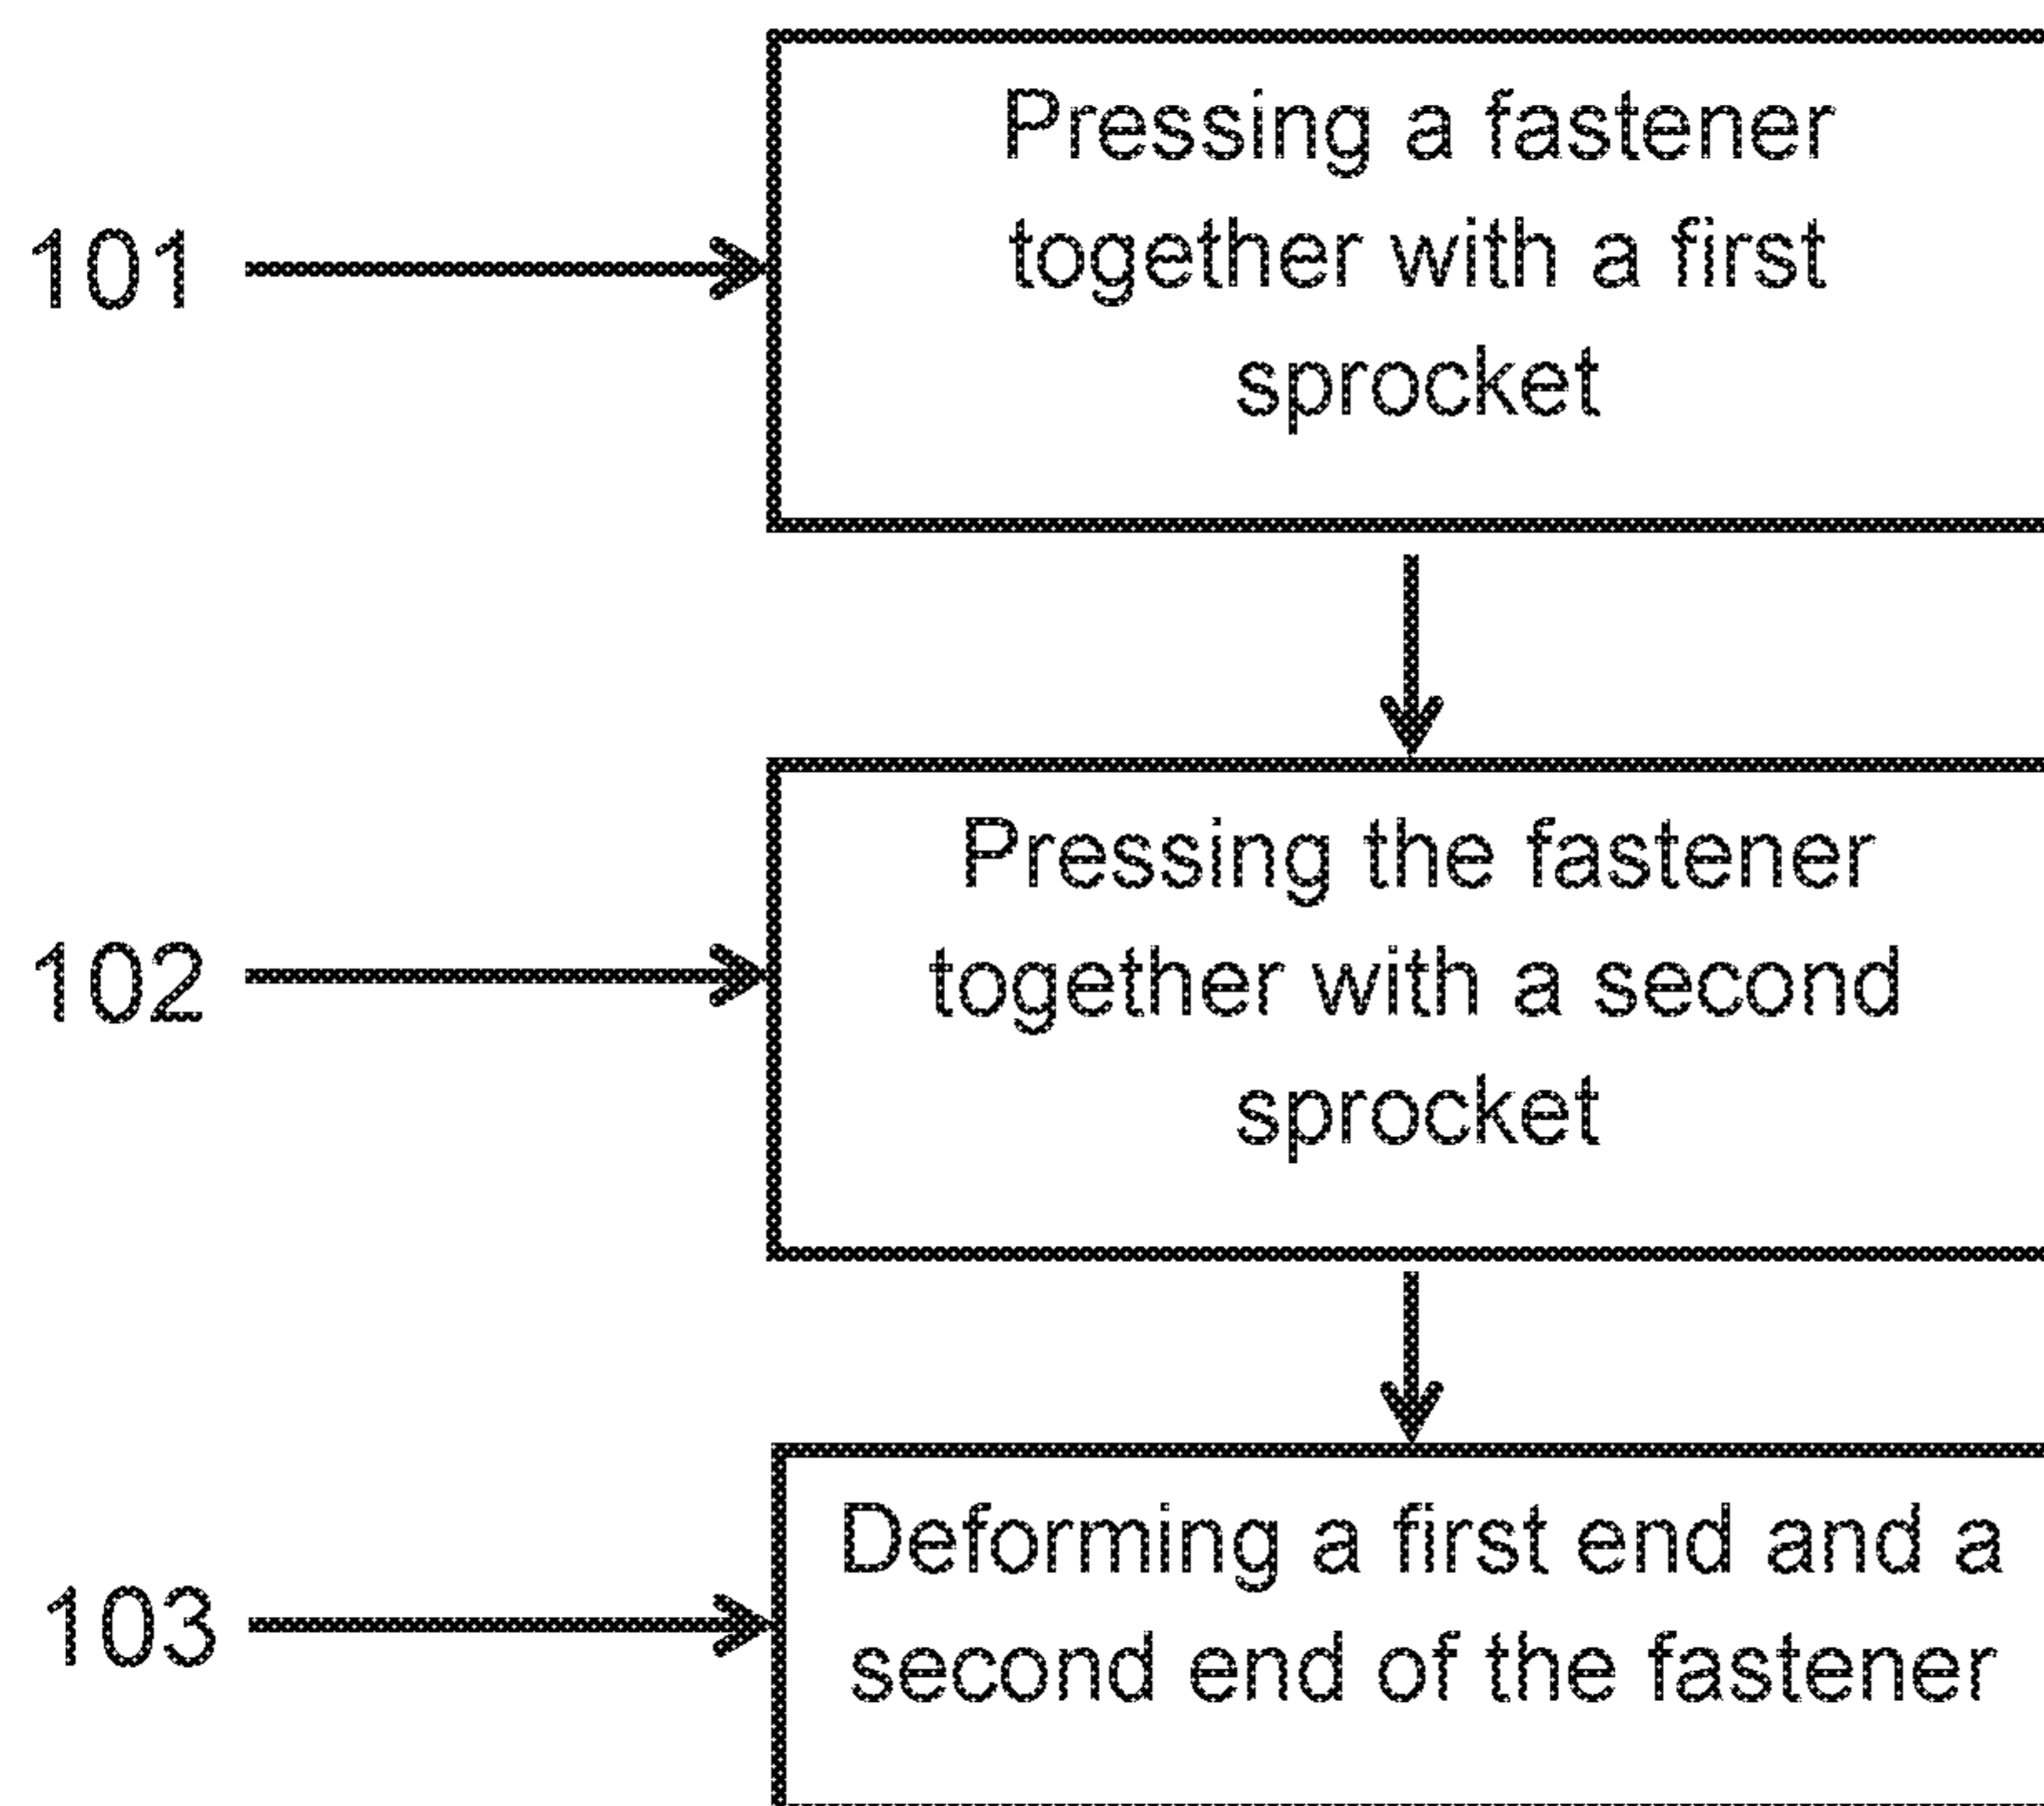 Pressing a fastener
101
together with a first
sprocket
Pressing the fastener
102
together with a second
sprocket
Deforming a first end and a
103
second end of the fastener